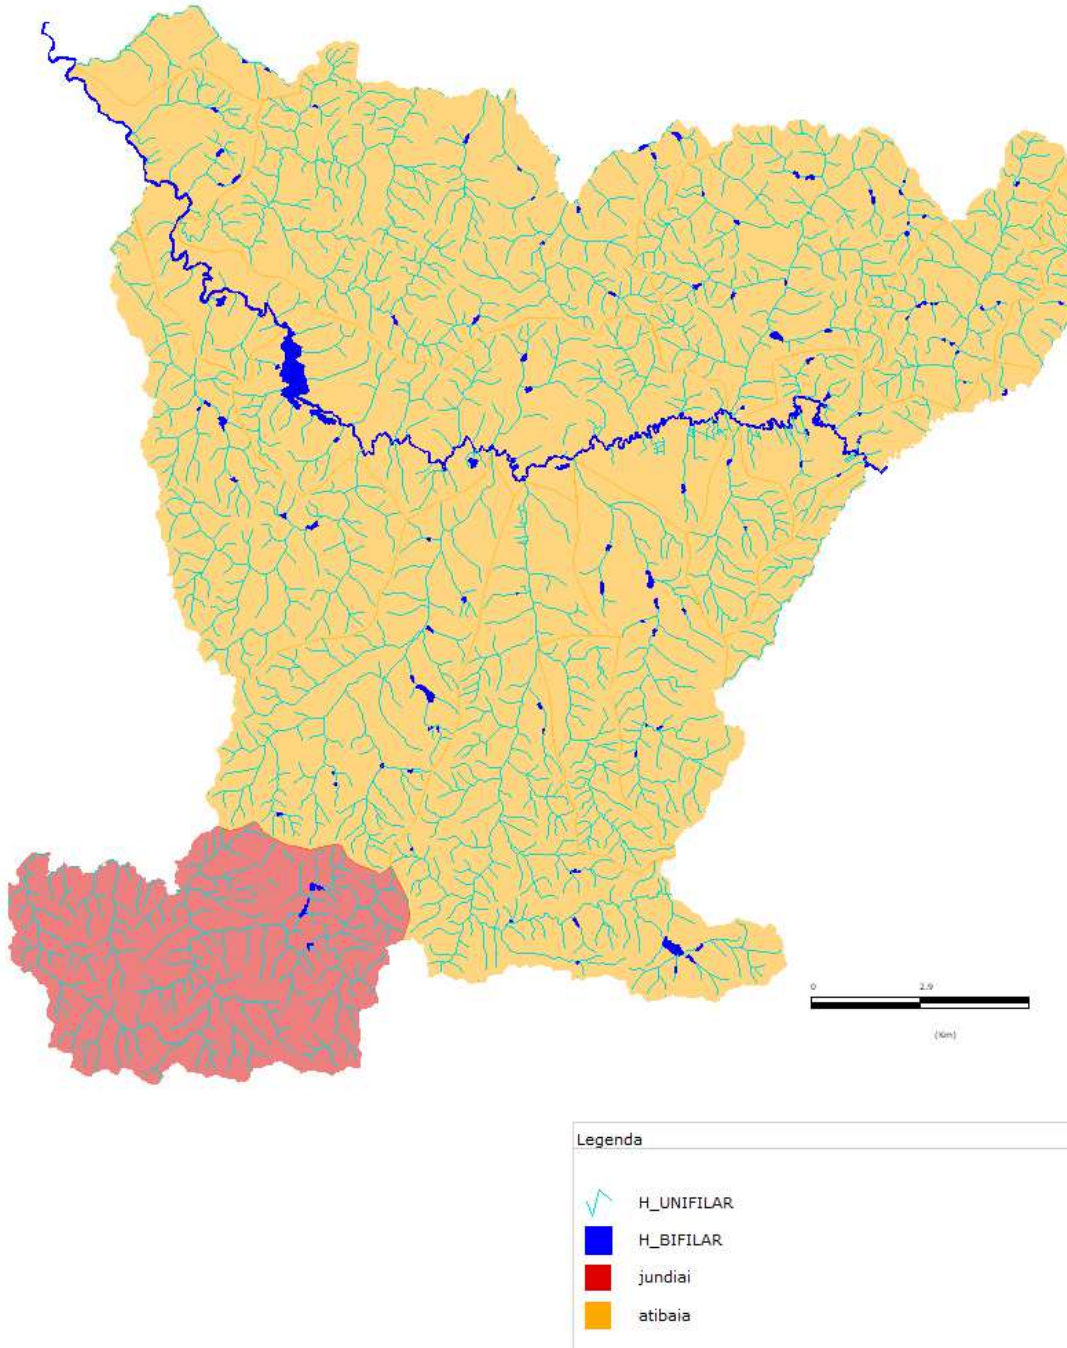 0 2.9
(Km)
Legenda
H_UNIFILAR
H_BIFILAR
jundiai
atibaia